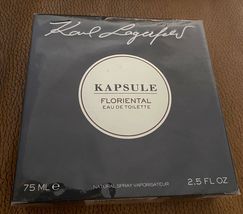 Karl Lagerfeld
KAPSULE
FLORIENTAL
EAU DE TOILETTE
75 ML ℮
NATURAL SPRAY VAPORISATEUR
2.5 FL OZ